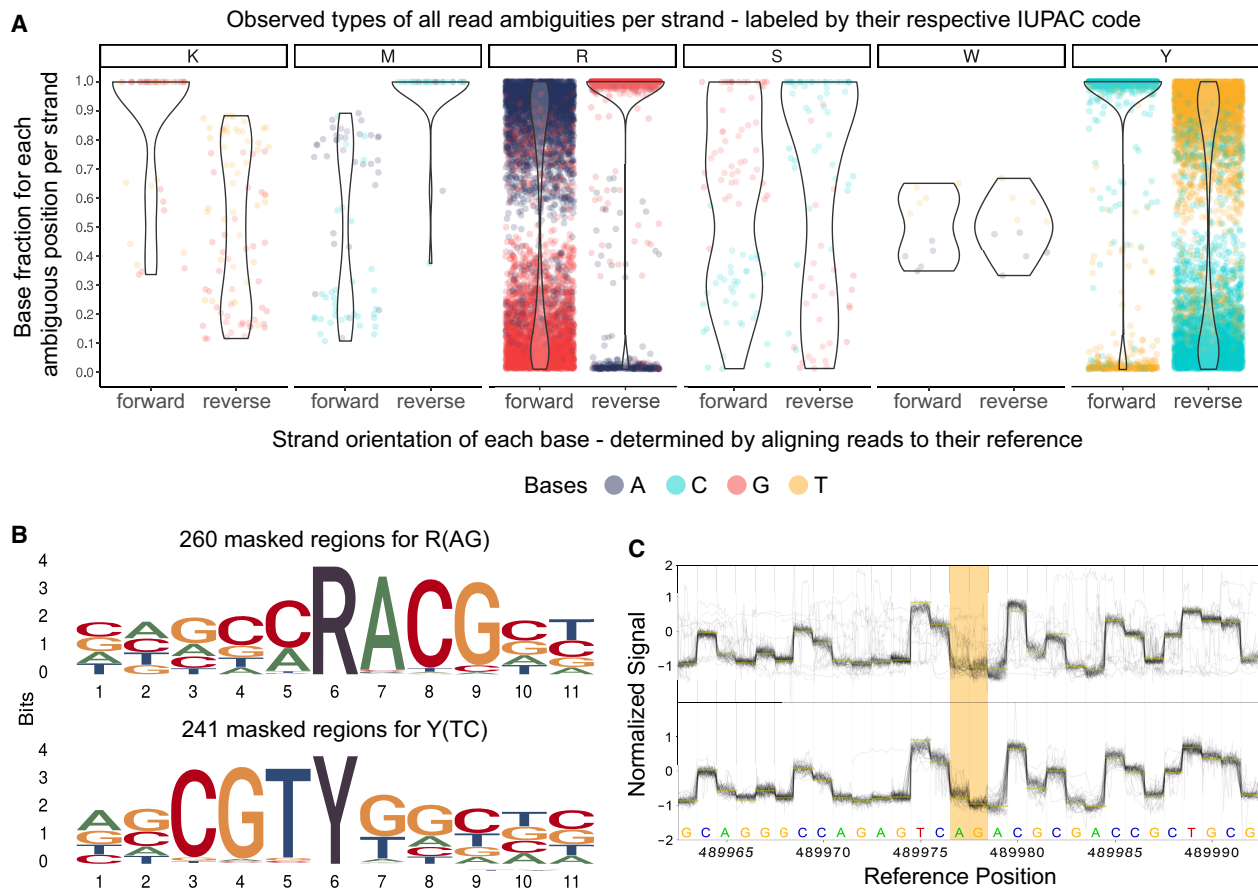 A
Observed types of all read ambiguities per strand - labeled by their respective IUPAC code
K M R S W Y
Base fraction for each
ambiguous position per strand
1.0
0.9
0.8
0.7
0.6
0.5
0.4
0.3
0.2
0.1
0.0
forward reverse forward reverse forward reverse forward reverse forward reverse forward reverse
Strand orientation of each base - determined by aligning reads to their reference
Bases A C G T
B
260 masked regions for R(AG)
Bits
4
3
2
1
0
C G A T
A C T G
G A C T
C G T A
C A T
R
A
C T
G C A
C G T A
T C G A
1 2 3 4 5 6 7 8 9 10 11
241 masked regions for Y(TC)
4
3
2
1
0
A G T C
G C A T
C
G
T
Y
G T A
G A C T
C T G A
T G C A
C G T A
1 2 3 4 5 6 7 8 9 10 11
C
Normalized Signal
2
1
0
−1
1
0
−1
−2
G C A G G G C C A G A G T C A G A C G C G A C C G C T G C G
489965 489970 489975 489980 489985 489990
Reference Position